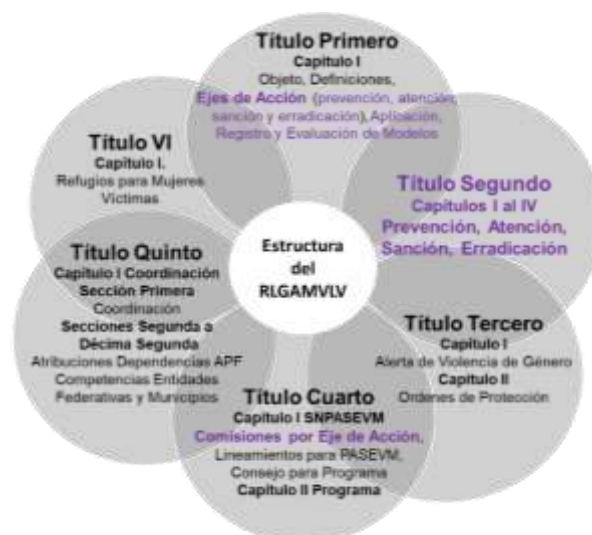 Título Primero
Capítulo I
Objeto, Definiciones,
Ejes de Acción (prevención, atención,
sanción y erradicación), Aplicación,
Registro y Evaluación de Modelos
Título Segundo
Capítulos I al IV
Prevención, Atención,
Sanción, Erradicación
Título Tercero
Capítulo I
Alerta de Violencia de Género
Capítulo II
Ordenes de Protección
Título Cuarto
Capítulo I SNPASEVM
Comisiones por Eje de Acción,
Lineamientos para PASEVM,
Consejo para Programa
Capítulo II Programa
Título Quinto
Capítulo I Coordinación
Sección Primera
Coordinación
Secciones Segunda a
Décima Segunda
Atribuciones Dependencias APF
Competencias Entidades
Federativas y Municipios
Título VI
Capítulo I.
Refugios para Mujeres
Víctimas
Estructura
del
RLGAMVLV